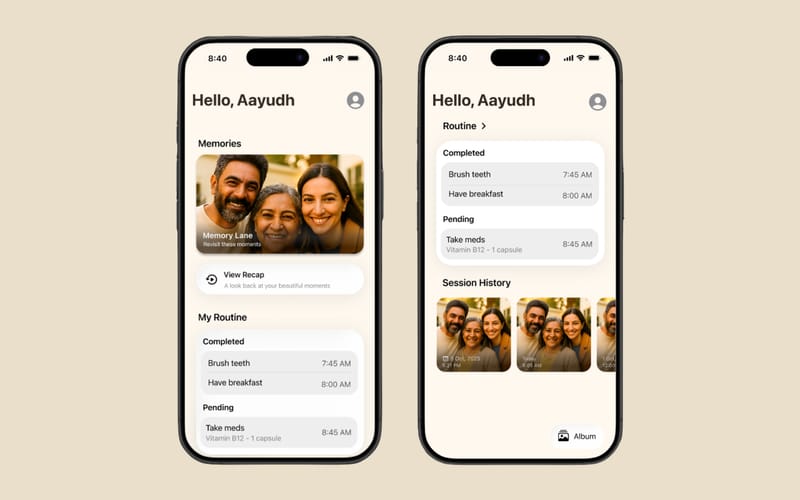 8:40
Hello, Aayudh
Memories
Memory Lane
Revisit these moments
View Recap
A look back at your beautiful moments
My Routine
Completed
Brush teeth 7:45 AM
Have breakfast 8:00 AM
Pending
Take meds 8:45 AM
Vitamin B12 - 1 capsule
8:40
Hello, Aayudh
Routine >
Completed
Brush teeth 7:45 AM
Have breakfast 8:00 AM
Pending
Take meds 8:45 AM
Vitamin B12 - 1 capsule
Session History
Oct, 2025
Today
Album